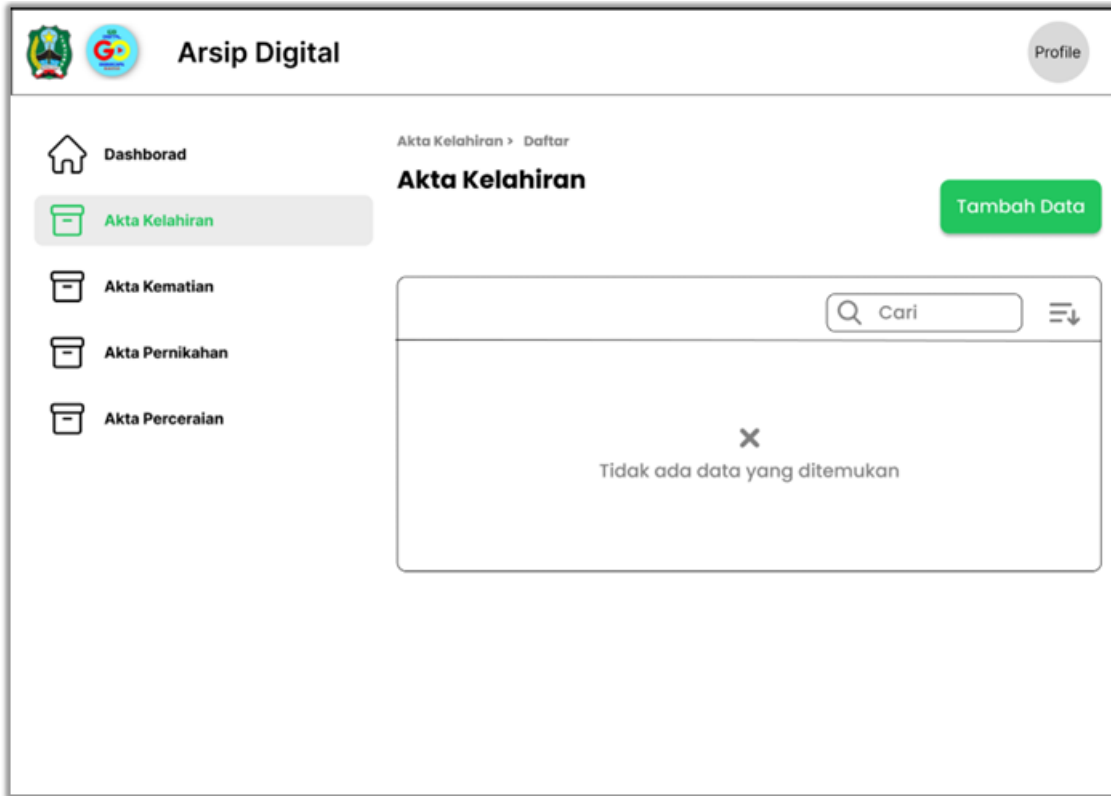 GO
Arsip Digital
Profile
Dashborad
Akta Kelahiran
Akta Kematian
Akta Pernikahan
Akta Perceraian
Akta Kelahiran > Daftar
Akta Kelahiran
Tambah Data
Cari
Tidak ada data yang ditemukan